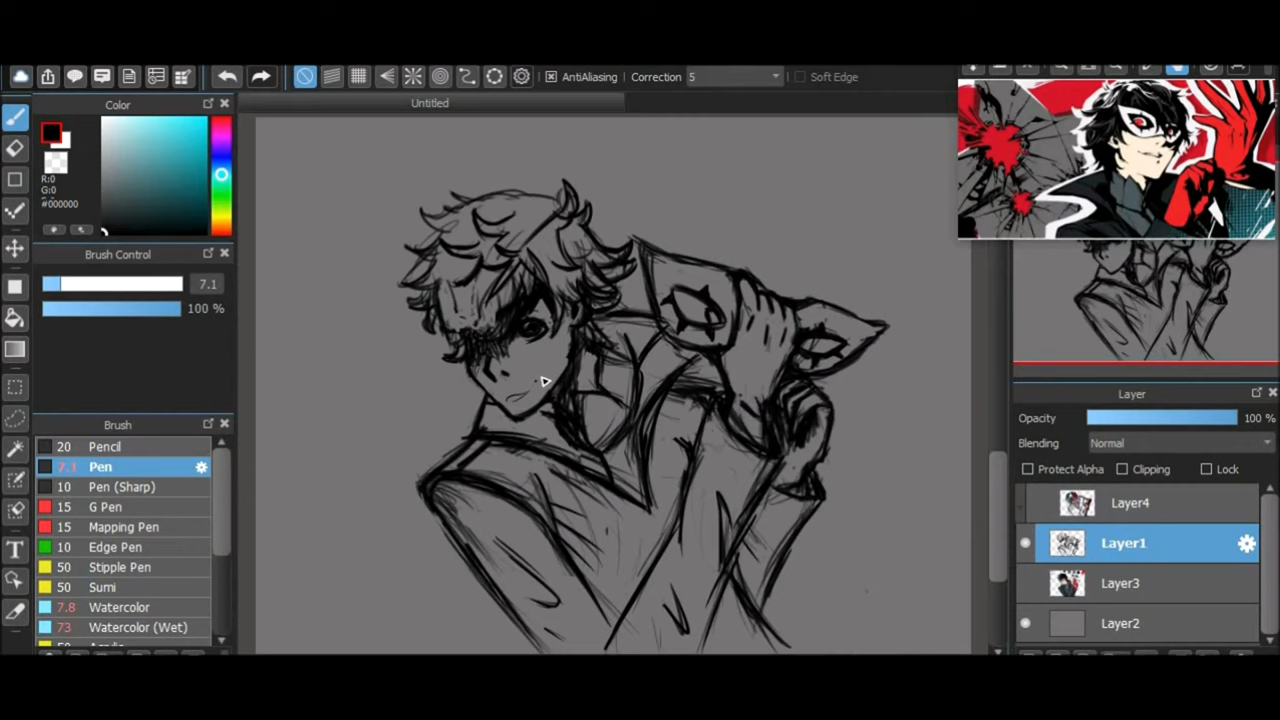 AntiAliasing Correction 5 Soft Edge
Color
Untitled
R:0
G:0
#000000
Brush Control
7.1
100 %
Brush
20 Pencil
7.1 Pen
10 Pen (Sharp)
15 G Pen
15 Mapping Pen
10 Edge Pen
50 Stipple Pen
50 Sumi
7.8 Watercolor
73 Watercolor (Wet)
Layer
Opacity 100 %
Blending Normal
Protect Alpha Clipping Lock
Layer4
Layer1
Layer3
Layer2